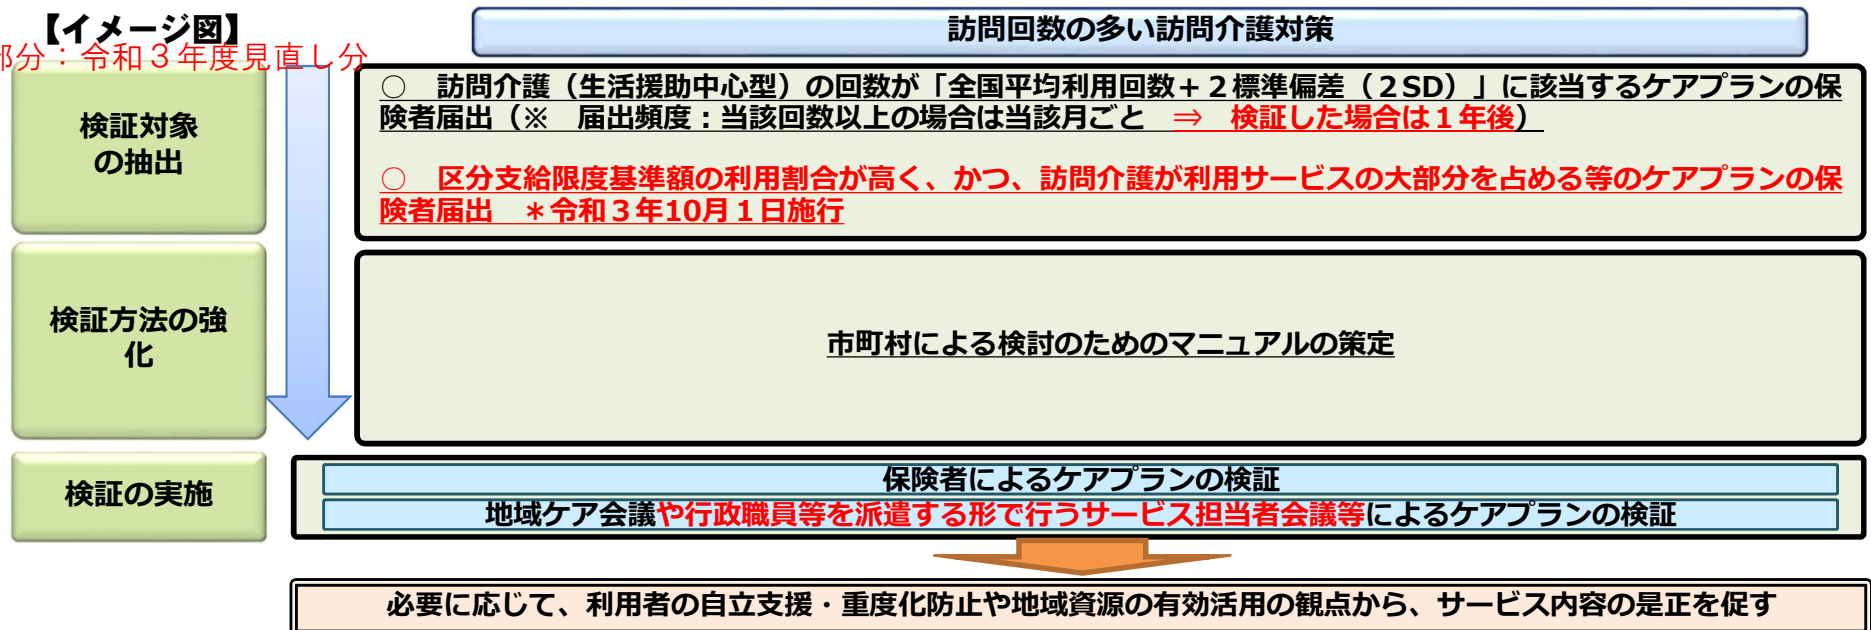 【イメージ図】
部分：令和３年度見直し分
訪問回数の多い訪問介護対策
検証対象
の抽出
○　訪問介護（生活援助中心型）の回数が「全国平均利用回数＋２標準偏差（２SD）」に該当するケアプランの保
険者届出（※　届出頻度：当該回数以上の場合は当該月ごと　⇒　検証した場合は１年後）
○　区分支給限度基準額の利用割合が高く、かつ、訪問介護が利用サービスの大部分を占める等のケアプランの保
険者届出　＊令和３年10月１日施行
検証方法の強
化
市町村による検討のためのマニュアルの策定
検証の実施
保険者によるケアプランの検証
地域ケア会議や行政職員等を派遣する形で行うサービス担当者会議等によるケアプランの検証
必要に応じて、利用者の自立支援・重度化防止や地域資源の有効活用の観点から、サービス内容の是正を促す